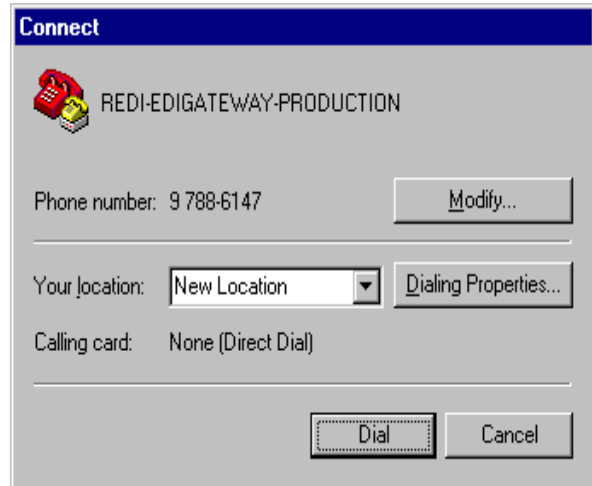 Connect
REDI-EDIGATEWAY-PRODUCTION
Phone number: 9 788-6147 Modify...
Your location: New Location Dialing Properties...
Calling card: None (Direct Dial)
Dial Cancel